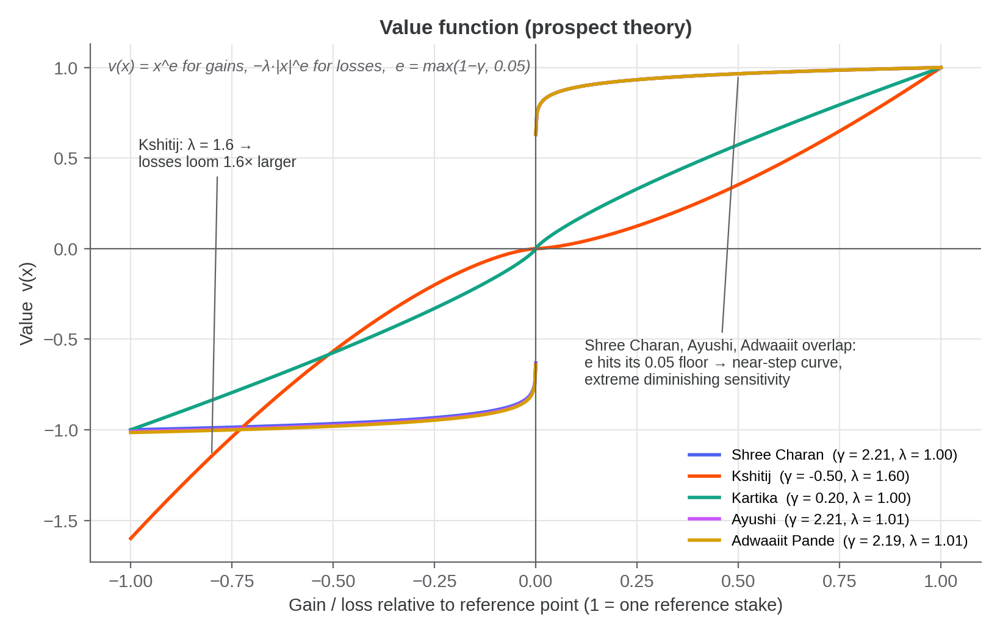 Value function (prospect theory)
v(x) = x^e for gains, −λ·|x|^e for losses,  e = max(1−γ, 0.05)
Kshitij: λ = 1.6 →
losses loom 1.6× larger
Shree Charan, Ayushi, Adwaaiit overlap:
e hits its 0.05 floor → near-step curve,
extreme diminishing sensitivity
Shree Charan  (γ = 2.21, λ = 1.00)
Kshitij  (γ = -0.50, λ = 1.60)
Kartika  (γ = 0.20, λ = 1.00)
Ayushi  (γ = 2.21, λ = 1.01)
Adwaaiit Pande  (γ = 2.19, λ = 1.01)
Value  v(x)
1.0
0.5
0.0
−0.5
−1.0
−1.5
−1.00 −0.75 −0.50 −0.25 0.00 0.25 0.50 0.75 1.00
Gain / loss relative to reference point (1 = one reference stake)